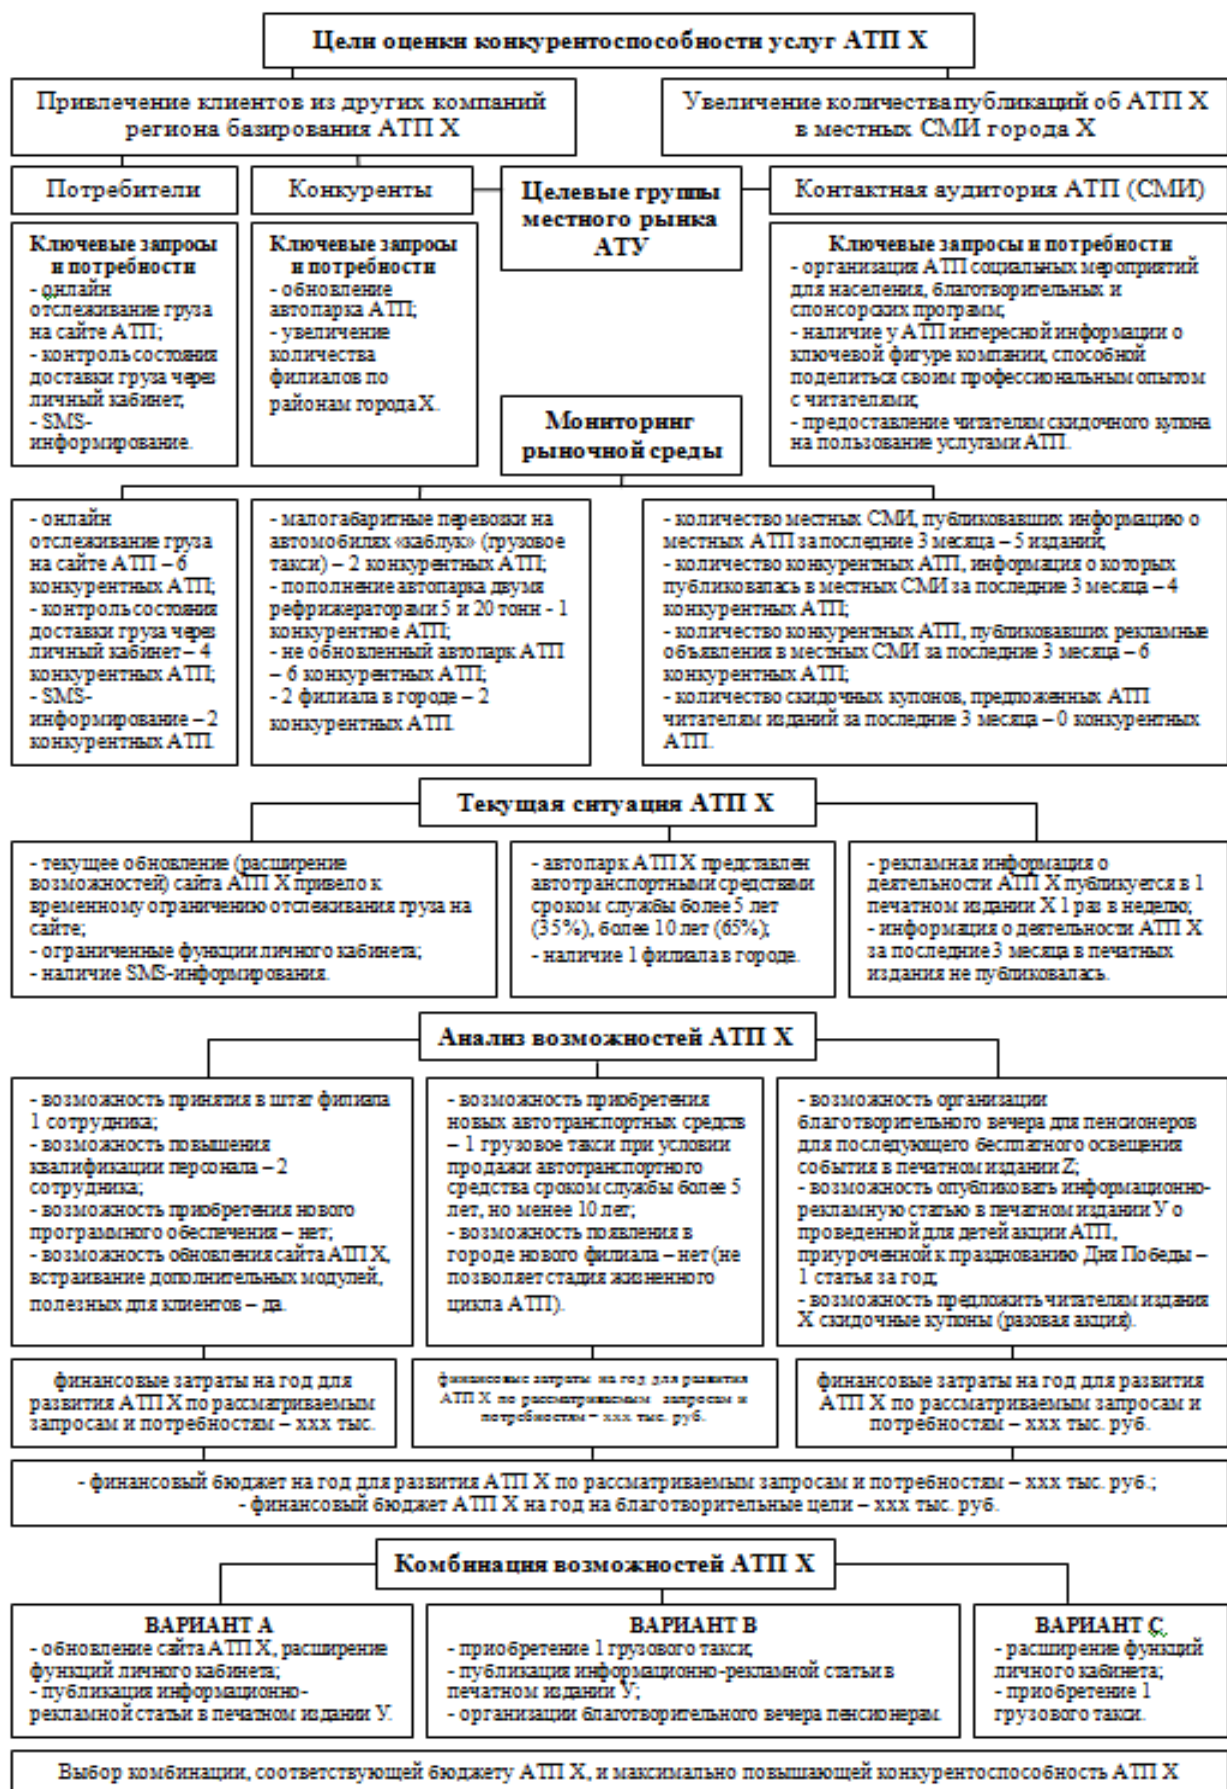 Цели оценки конкурентоспособности услуг АТП Х
Привлечение клиентов из других компаний
региона базирования АТП Х
Увеличение количества публикаций об АТП Х
в местных СМИ города Х
Потребители
Конкуренты
Целевые группы
местного рынка
АТУ
Контактная аудитория АТП (СМИ)
Ключевые запросы
и потребности
- онлайн
отслеживание груза
на сайте АТП;
- контроль состояния
доставки груза через
личный кабинет,
- SMS-
информирование.
Ключевые запросы
и потребности
- обновление
автопарка АТП;
- увеличение
количества
филиалов по
районам города Х.
Ключевые запросы и потребности
- организация АТП социальных мероприятий
для населения, благотворительных и
спонсорских программ;
- наличие у АТП интересной информации о
ключевой фигуре компании, способной
поделиться своим профессиональным опытом
с читателями;
- предоставление читателям скидочного купона
на пользование услугами АТП.
Мониторинг
рыночной среды
- онлайн
отслеживание груза
на сайте АТП – 6
конкурентных АТП;
- контроль состояния
доставки груза через
личный кабинет – 4
конкурентных АТП;
- SMS-
информирование – 2
конкурентных АТП.
- малогабаритные перевозки на
автомобилях «каблук» (грузовое
такси) – 2 конкурентных АТП;
- пополнение автопарка двумя
рефрижераторами 5 и 20 тонн - 1
конкурентное АТП;
- не обновленный автопарк АТП
– 6 конкурентных АТП;
- 2 филиала в городе – 2
конкурентных АТП.
- количество местных СМИ, публиковавших информацию о
местных АТП за последние 3 месяца – 5 изданий;
- количество конкурентных АТП, информация о которых
публиковалась в местных СМИ за последние 3 месяца – 4
конкурентных АТП;
- количество конкурентных АТП, публиковавших рекламные
объявления в местных СМИ за последние 3 месяца – 6
конкурентных АТП;
- количество скидочных купонов, предложенных АТП
читателям изданий за последние 3 месяца – 0 конкурентных
АТП.
Текущая ситуация АТП Х
- текущее обновление (расширение
возможностей) сайта АТП Х привело к
временному ограничению отслеживания груза на
сайте;
- ограниченные функции личного кабинета;
- наличие SMS-информирования.
- автопарк АТП Х представлен
автотранспортными средствами
сроком службы более 5 лет
(35%), более 10 лет (65%);
- наличие 1 филиала в городе.
- рекламная информация о
деятельности АТП Х публикуется в 1
печатном издании Х 1 раз в неделю;
- информация о деятельности АТП Х
за последние 3 месяца в печатных
издания не публиковалась.
Анализ возможностей АТП Х
- возможность принятия в штат филиала
1 сотрудника;
- возможность повышения
квалификации персонала – 2
сотрудника;
- возможность приобретения нового
программного обеспечения – нет;
- возможность обновления сайта АТП Х,
встраивание дополнительных модулей,
полезных для клиентов – да.
- возможность приобретения
новых автотранспортных средств
– 1 грузовое такси при условии
продажи автотранспортного
средства сроком службы более 5
лет, но менее 10 лет;
- возможность появления в
городе нового филиала – нет (не
позволяет стадия жизненного
цикла АТП).
- возможность организации
благотворительного вечера для пенсионеров
для последующего бесплатного освещения
события в печатном издании Z;
- возможность опубликовать информационно-
рекламную статью в печатном издании У о
проведенной для детей акции АТП,
приуроченной к празднованию Дня Победы –
1 статья за год;
- возможность предложить читателям издания
Х скидочные купоны (разовая акция).
финансовые затраты на год для
развития АТП Х по рассматриваемым
запросам и потребностям – ххх тыс.
финансовые затраты на год для развития
АТП Х по рассматриваемым запросам и
потребностям – ххх тыс. руб.
финансовые затраты на год для развития
АТП Х по рассматриваемым запросам и
потребностям – ххх тыс. руб.
- финансовый бюджет на год для развития АТП Х по рассматриваемым запросам и потребностям – ххх тыс. руб.;
- финансовый бюджет АТП Х на год на благотворительные цели – ххх тыс. руб.
Комбинация возможностей АТП Х
ВАРИАНТ А
- обновление сайта АТП Х, расширение
функций личного кабинета;
- публикация информационно-
рекламной статьи в печатном издании У.
ВАРИАНТ В
- приобретение 1 грузового такси;
- публикация информационно-рекламной статьи в
печатном издании У;
- организации благотворительного вечера пенсионерам.
ВАРИАНТ С
- расширение функций
личного кабинета;
- приобретение 1
грузового такси.
Выбор комбинации, соответствующей бюджету АТП Х, и максимально повышающей конкурентоспособность АТП Х